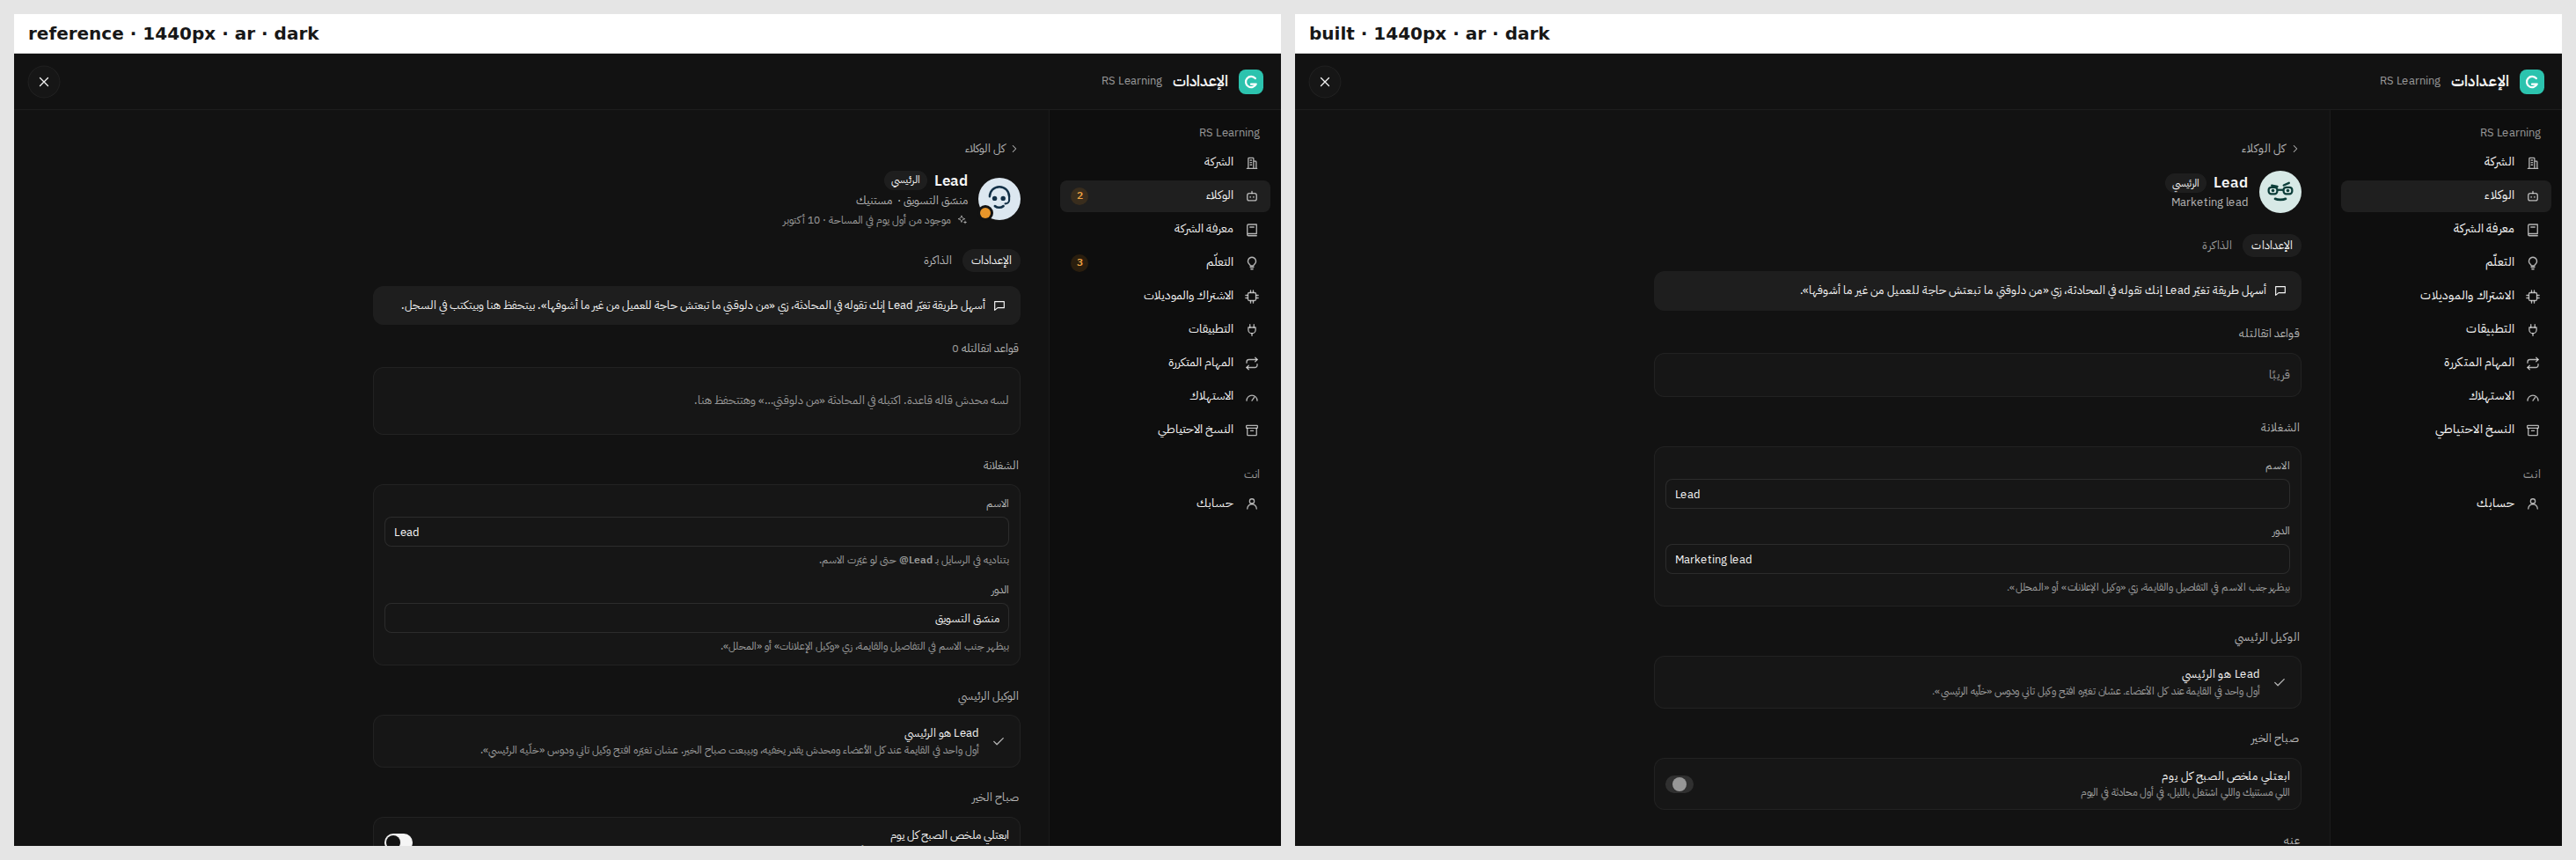 reference · 1440px · ar · dark
الإعدادات RS Learning
RS Learning
الشركة
الوكلاء 2
معرفة الشركة
التعلّم 3
الاشتراك والموديلات
التطبيقات
المهام المتكررة
الاستهلاك
النسخ الاحتياطي
انت
حسابك
كل الوكلاء
Lead الرئيسي
منسّق التسويق · مستنيك
موجود من أول يوم في المساحة · 10 أكتوبر
الإعدادات الذاكرة
أسهل طريقة تغيّر Lead إنك تقوله في المحادثة، زي «من دلوقتي ما تبعتش حاجة للعميل من غير ما أشوفها». بيتحفظ هنا وبيتكتب في السجل.
قواعد اتقالتله 0
لسه محدش قاله قاعدة. اكتبله في المحادثة «من دلوقتي...» وهتتحفظ هنا.
الشغلانة
الاسم
Lead
بتناديه في الرسايل بـ @Lead حتى لو غيّرت الاسم.
الدور
منسّق التسويق
بيظهر جنب الاسم في التفاصيل والقايمة، زي «وكيل الإعلانات» أو «المحلل».
الوكيل الرئيسي
Lead هو الرئيسي
أول واحد في القايمة عند كل الأعضاء ومحدش يقدر يخفيه، وبيبعت صباح الخير. عشان تغيّره افتح وكيل تاني ودوس «خلّيه الرئيسي».
صباح الخير
ابعتلي ملخص الصبح كل يوم
built · 1440px · ar · dark
الإعدادات RS Learning
RS Learning
الشركة
الوكلاء
معرفة الشركة
التعلّم
الاشتراك والموديلات
التطبيقات
المهام المتكررة
الاستهلاك
النسخ الاحتياطي
انت
حسابك
كل الوكلاء
Lead الرئيسي
Marketing lead
الإعدادات الذاكرة
أسهل طريقة تغيّر Lead إنك تقوله في المحادثة، زي «من دلوقتي ما تبعتش حاجة للعميل من غير ما أشوفها».
قواعد اتقالتله
قريبًا
الشغلانة
الاسم
Lead
الدور
Marketing lead
بيظهر جنب الاسم في التفاصيل والقايمة، زي «وكيل الإعلانات» أو «المحلل».
الوكيل الرئيسي
Lead هو الرئيسي
أول واحد في القايمة عند كل الأعضاء. عشان تغيّره افتح وكيل تاني ودوس «خلّيه الرئيسي».
صباح الخير
ابعتلي ملخص الصبح كل يوم
اللي مستنيك واللي اشتغل بالليل، في أول محادثة في اليوم
عنه